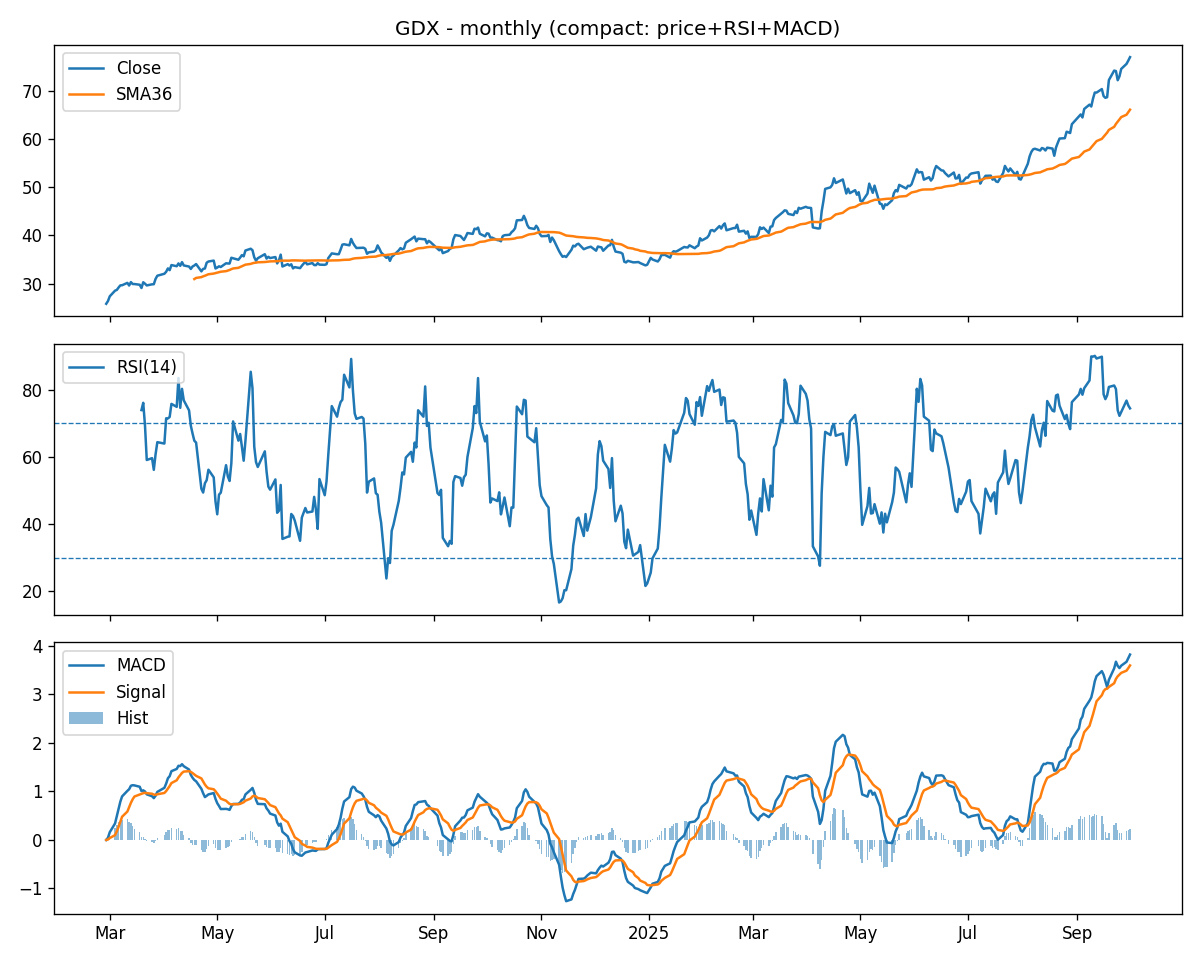 GDX - monthly (compact: price+RSI+MACD)
Close
SMA36
70
60
50
40
30
RSI(14)
80
60
40
20
MACD
Signal
Hist
4
3
2
1
0
−1
Mar May Jul Sep Nov 2025 Mar May Jul Sep